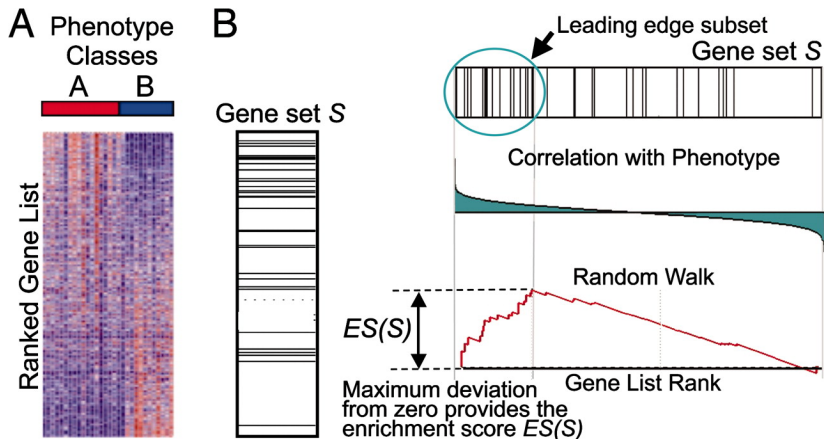 A
Phenotype
Classes
A
B
Ranked Gene List
B
Gene set S
Leading edge subset
Gene set S
Correlation with Phenotype
Random Walk
ES(S)
Gene List Rank
Maximum deviation
from zero provides the
enrichment score ES(S)